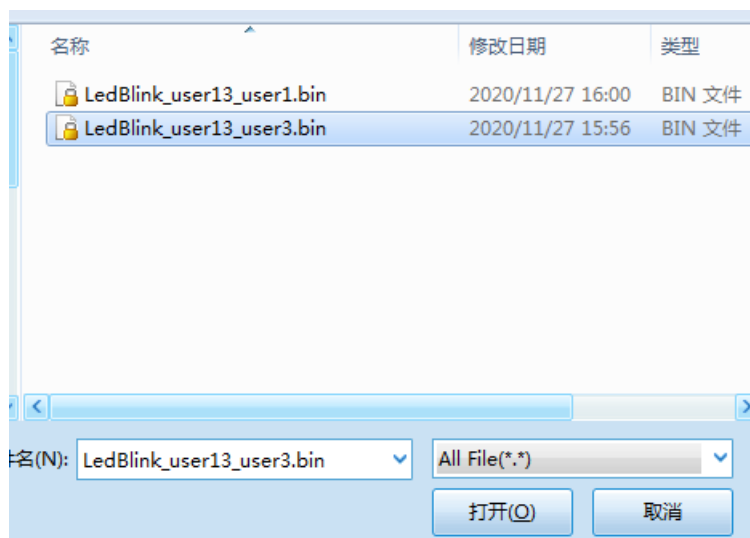 名称 修改日期 类型
LedBlink_user13_user1.bin 2020/11/27 16:00 BIN 文件
LedBlink_user13_user3.bin 2020/11/27 15:56 BIN 文件
件名(N): LedBlink_user13_user3.bin All File(*.*)
打开(O) 取消